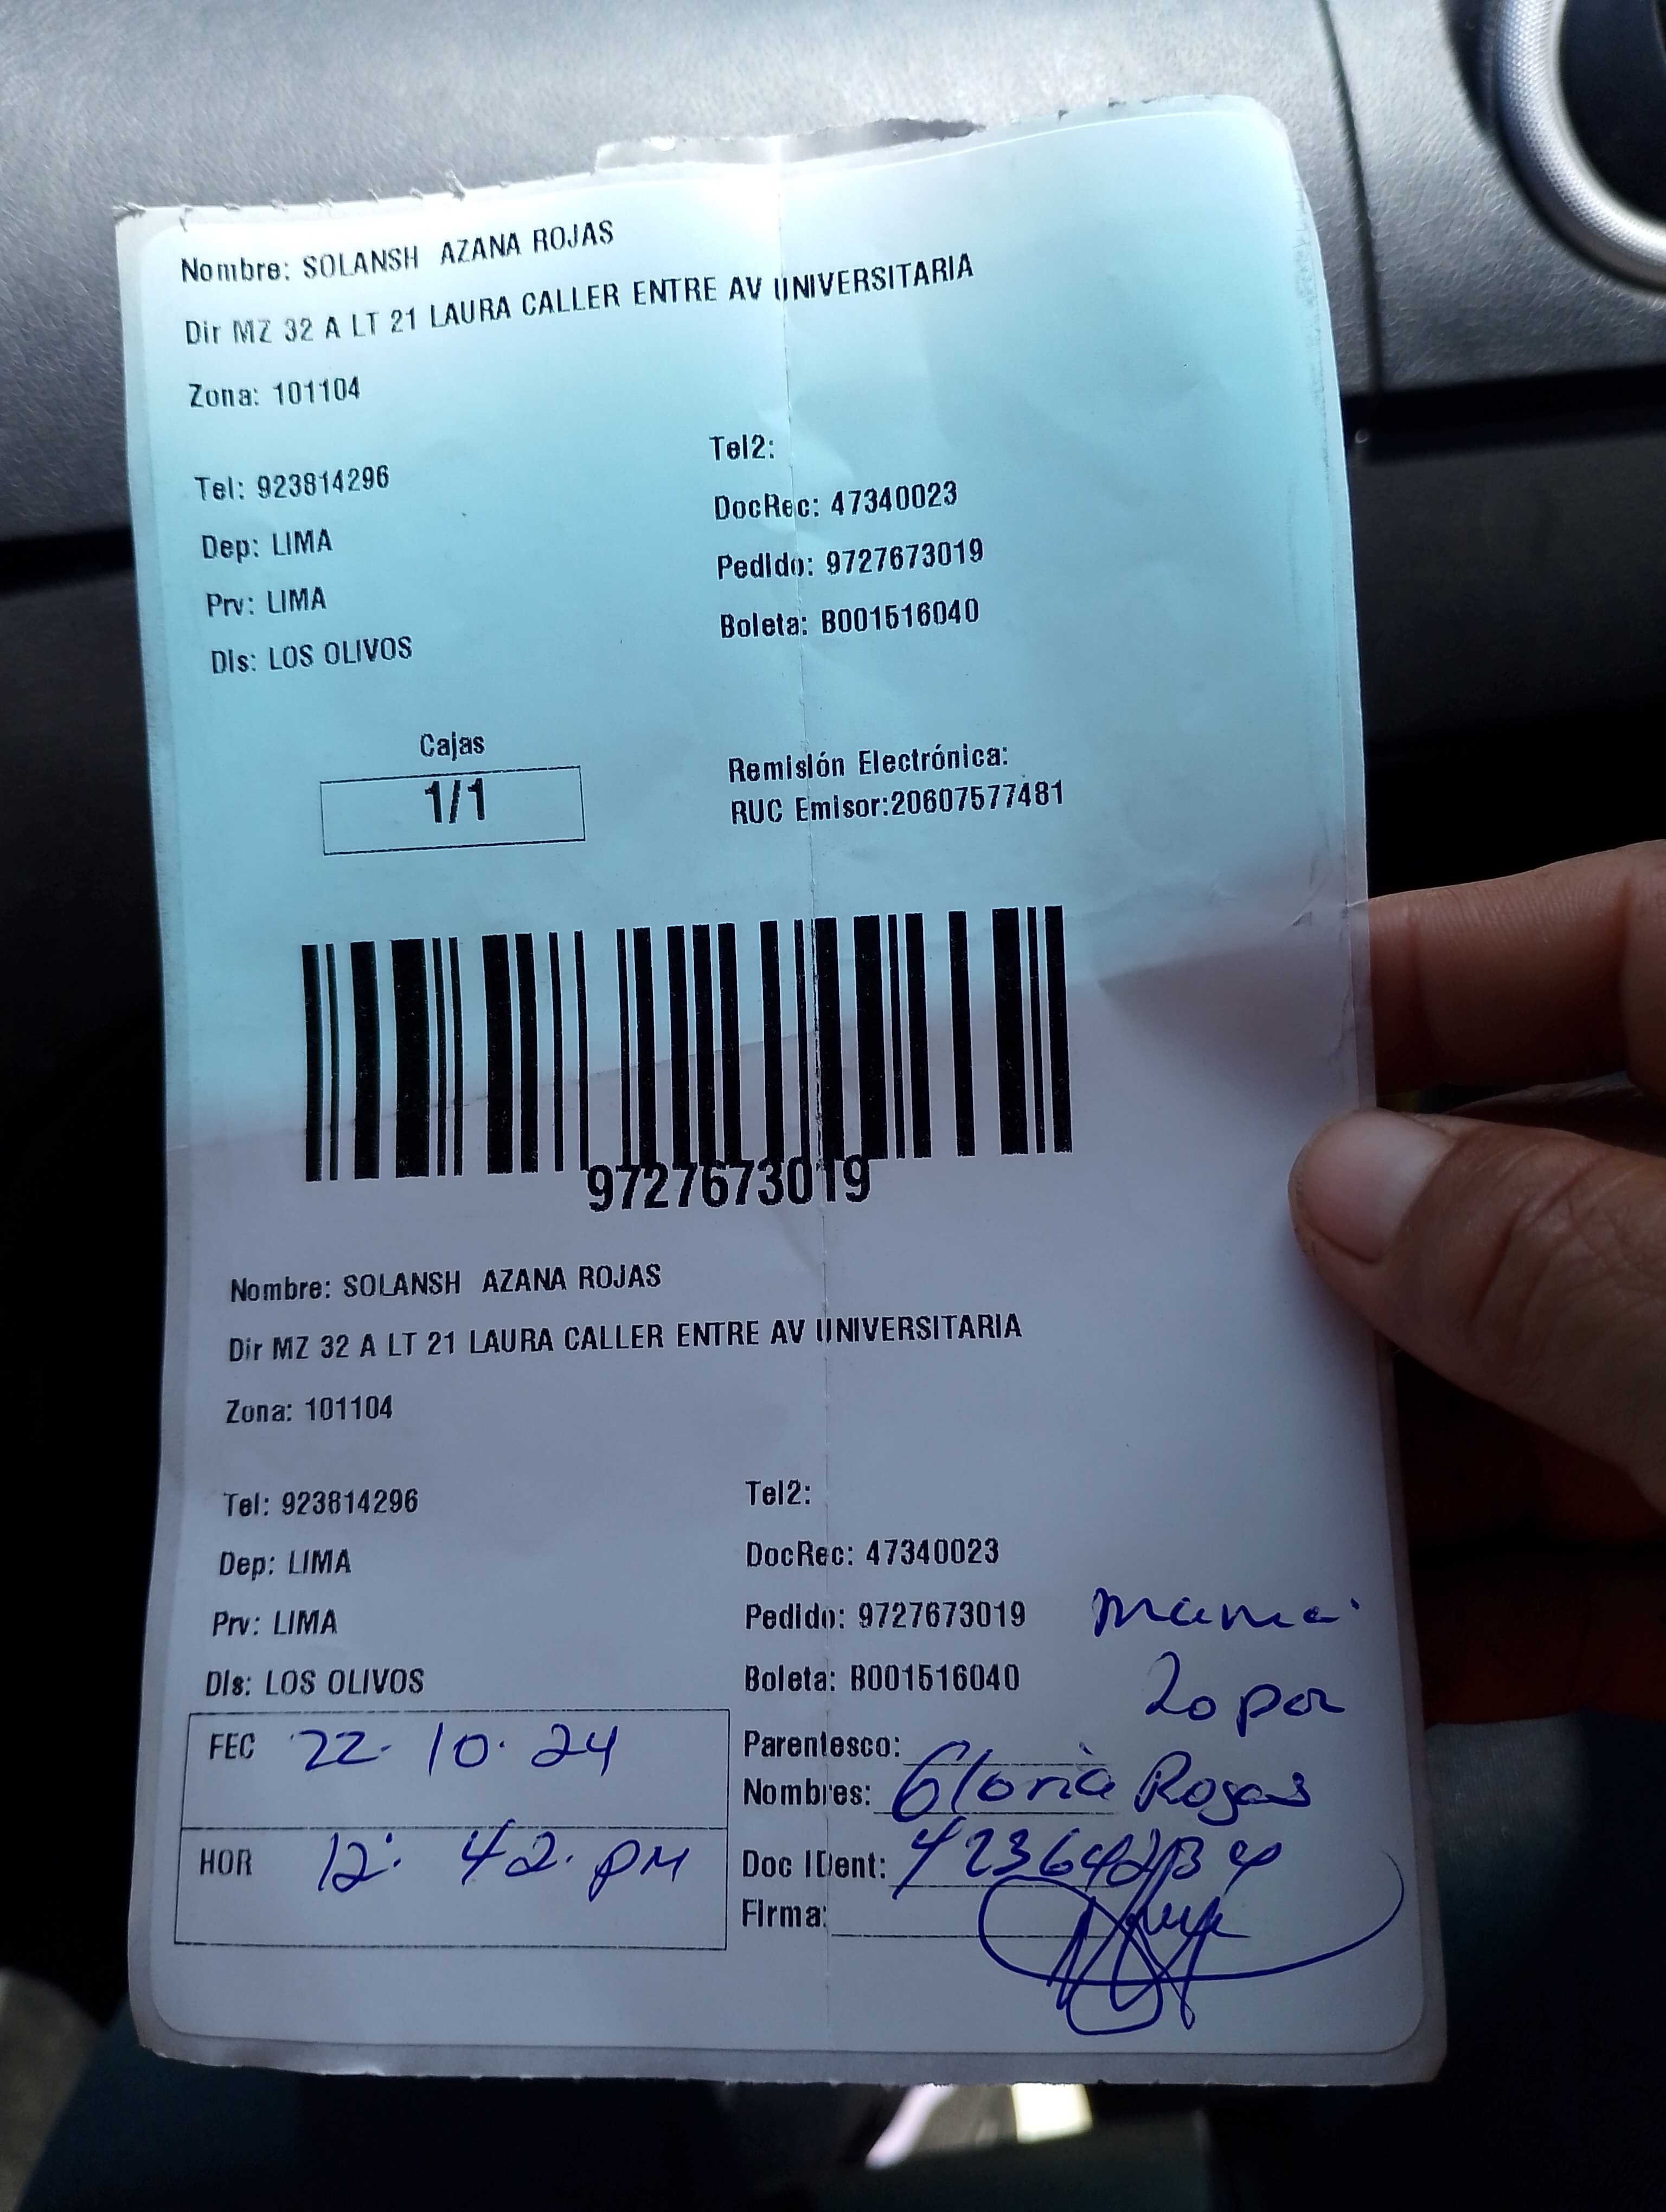 Nombre: SOLANSH AZANA ROJAS
Dir MZ 32 A LT 21 LAURA CALLER ENTRE AV UNIVERSITARIA
Zona: 101104
Tel2:
Tel: 923814296
DocRec: 47340023
Dep: LIMA
Pedido: 9727673019
Prv: LIMA
Boleta: B001516040
Dis: LOS OLIVOS
Cajas
1/1
Remisión Electrónica:
RUC Emisor:20607577481
9727673019
Nombre: SOLANSH AZANA ROJAS
Dir MZ 32 A LT 21 LAURA CALLER ENTRE AV UNIVERSITARIA
Zona: 101104
Tel: 923814296
Tel2:
Dep: LIMA
DocRec: 47340023
Prv: LIMA
Pedido: 9727673019
mama
Dis: LOS OLIVOS
Boleta: B001516040
FEC 22. 10. 24
Parentesco:
Nombres: Gloria Rojas
HOR 12: 42. PM
Doc IDent:
Firma: